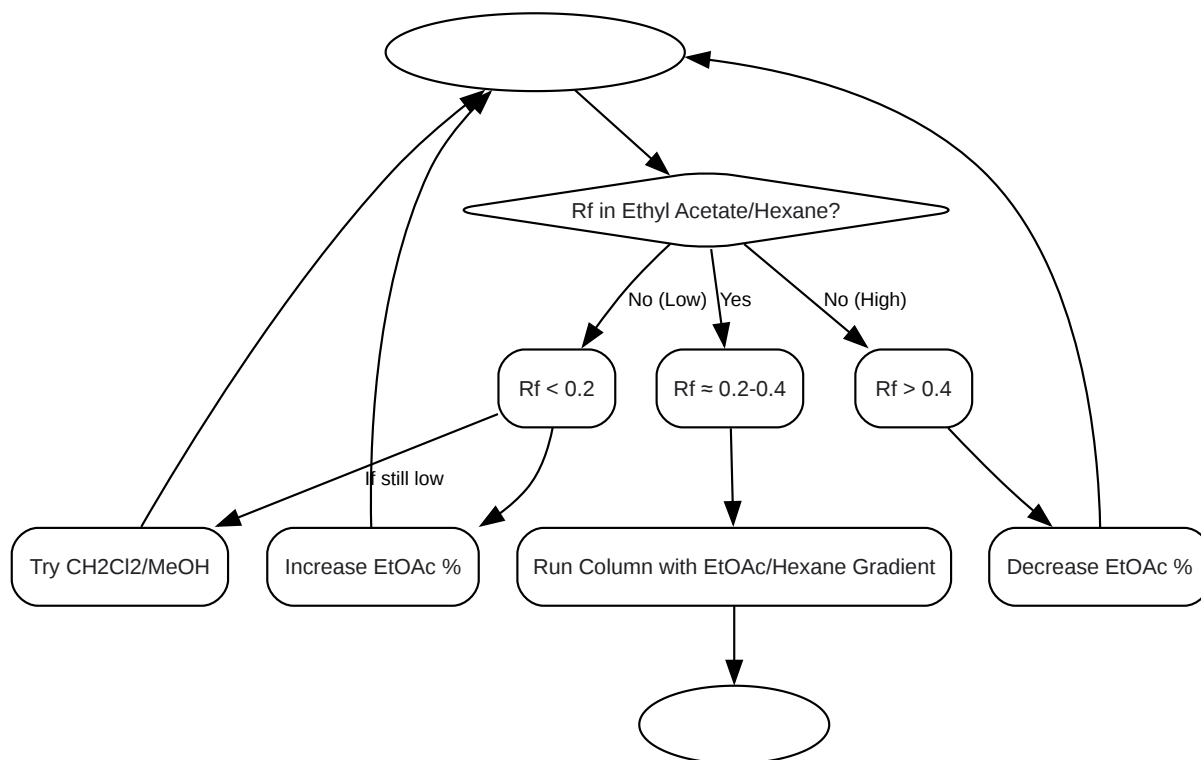 Rf in Ethyl Acetate/Hexane?
No (Low)
Yes
No (High)
Rf < 0.2
Rf ≈ 0.2-0.4
Rf > 0.4
If still low
Try CH2Cl2/MeOH
Increase EtOAc %
Run Column with EtOAc/Hexane Gradient
Decrease EtOAc %